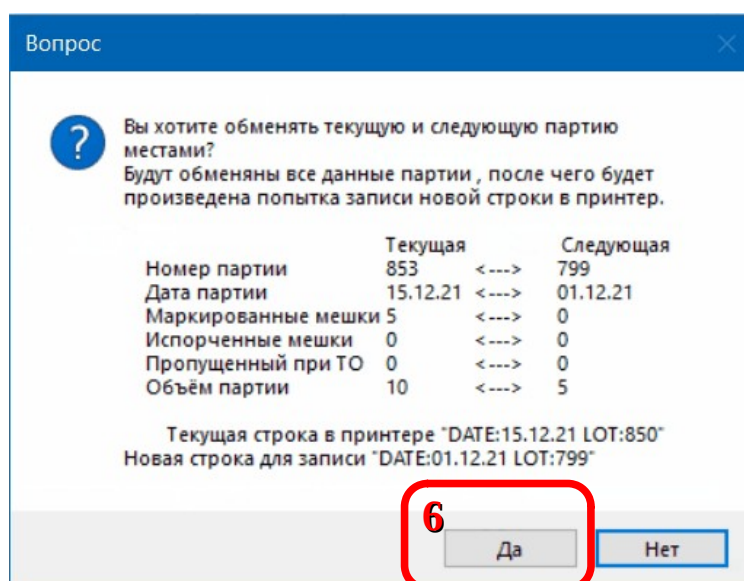 Вопрос
Вы хотите обменять текущую и следующую партию
местами?
Будут обменяны все данные партии , после чего будет
произведена попытка записи новой строки в принтер.
Текущая Следующая
Номер партии 853 <---> 799
Дата партии 15.12.21 <---> 01.12.21
Маркированные мешки 5 <---> 0
Испорченные мешки 0 <---> 0
Пропущенный при ТО 0 <---> 0
Объём партии 10 <---> 5
Текущая строка в принтере "DATE:15.12.21 LOT:850"
Новая строка для записи "DATE:01.12.21 LOT:799"
6
Да Нет